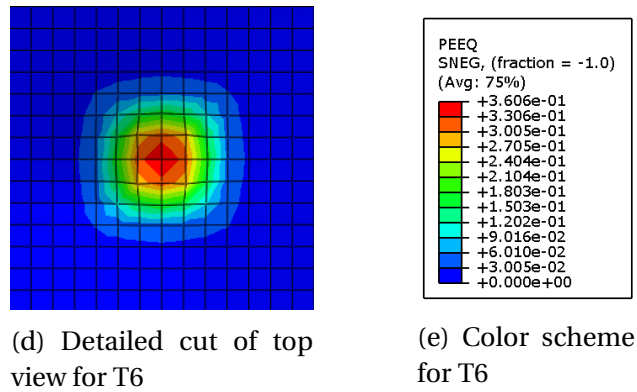 PEEQ
SNEG, (fraction = -1.0)
(Avg: 75%)
+3.606e-01
+3.306e-01
+3.005e-01
+2.705e-01
+2.404e-01
+2.104e-01
+1.803e-01
+1.503e-01
+1.202e-01
+9.016e-02
+6.010e-02
+3.005e-02
+0.000e+00
(d) Detailed cut of top
view for T6
(e) Color scheme
for T6